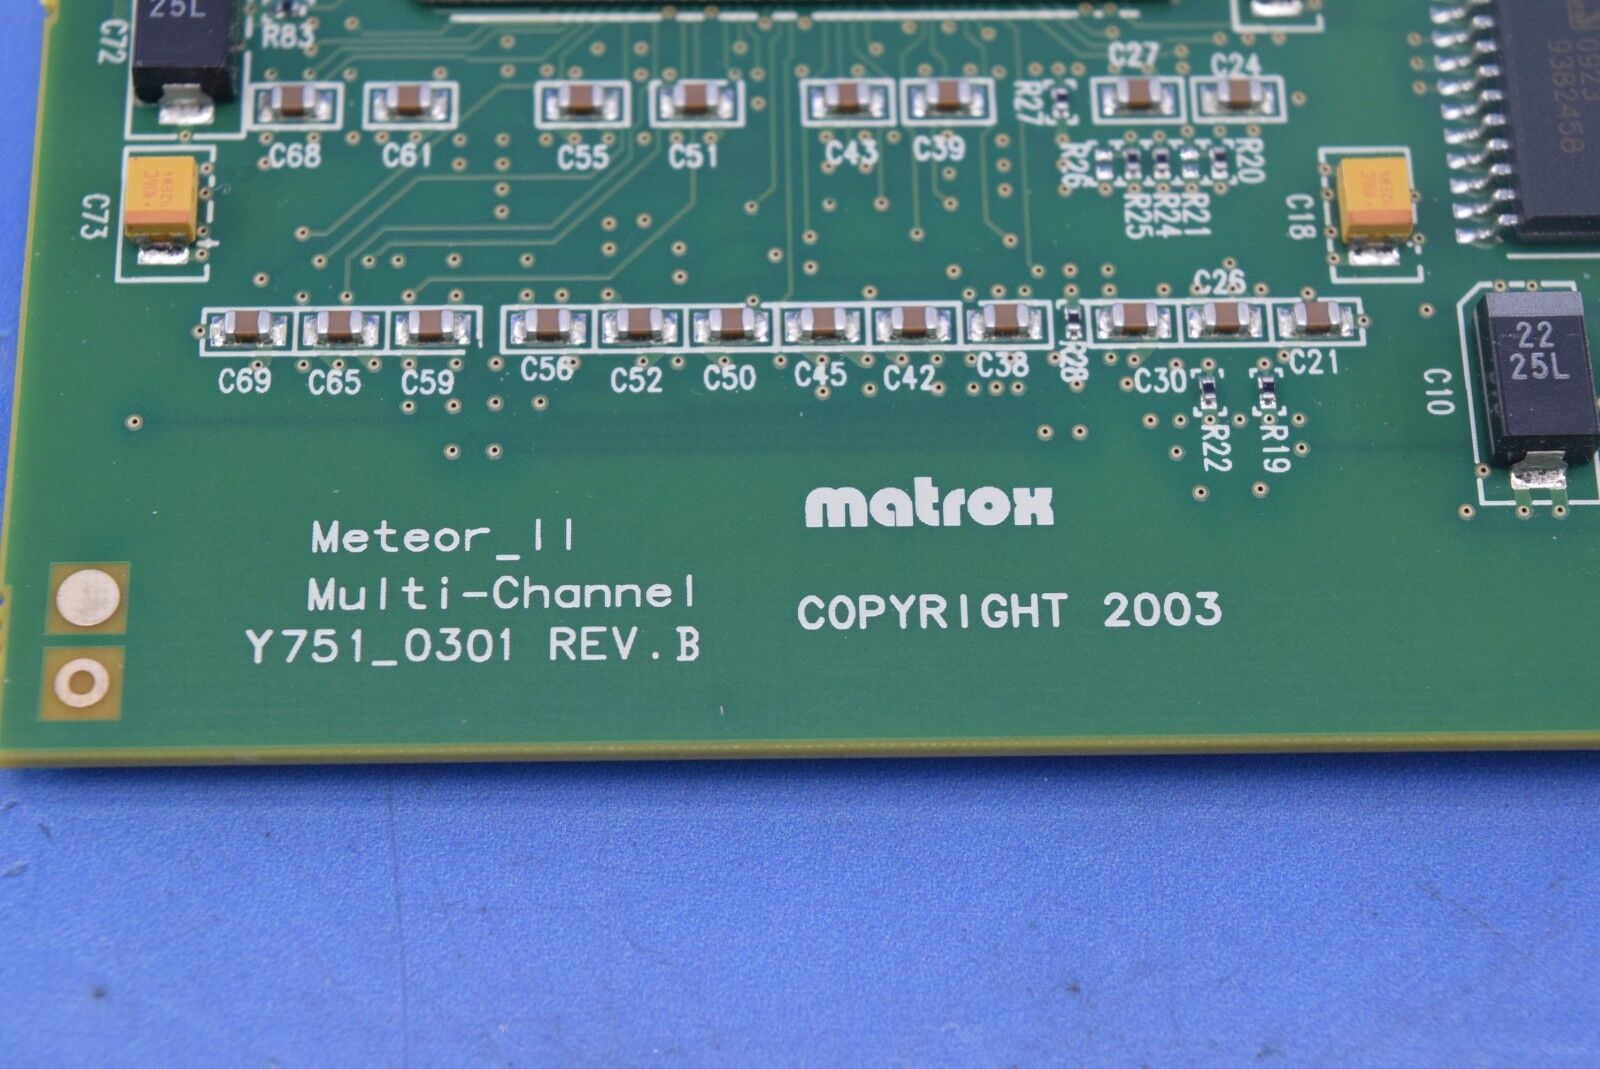 25L
C72
R83
C27
C24
R27
C68
C61
C55
C51
C43
C39
R26
R25
R24
R21
R20
106C
C73
C18
C26
C69
C65
C59
C56
C52
C50
C45
C42
C38
R28
C30
C21
R22
R19
C10
22
25L
9382458
matrox
Meteor_II
Multi-Channel
Y751_0301 REV.B
COPYRIGHT 2003